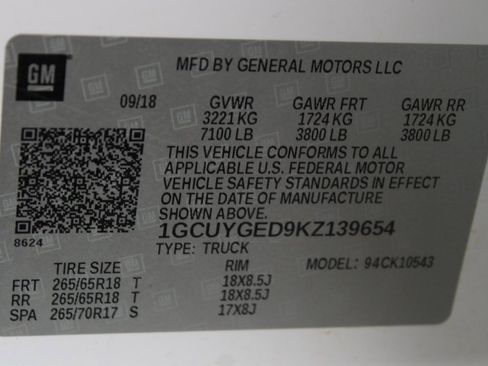 GM
MFD BY GENERAL MOTORS LLC
09/18 GVWR GAWR FRT GAWR RR
3221 KG 1724 KG 1724 KG
7100 LB 3800 LB 3800 LB
THIS VEHICLE CONFORMS TO ALL
APPLICABLE U.S. FEDERAL MOTOR
VEHICLE SAFETY STANDARDS IN EFFECT
ON THE DATE OF MANUFACTURE
SHOWN ABOVE.
8624 1GCUYGED9KZ139654
TYPE: TRUCK
TIRE SIZE RIM MODEL: 94CK10543
FRT 265/65R18 T 18X8.5J
RR 265/65R18 T 18X8.5J
SPA 265/70R17 S 17X8J